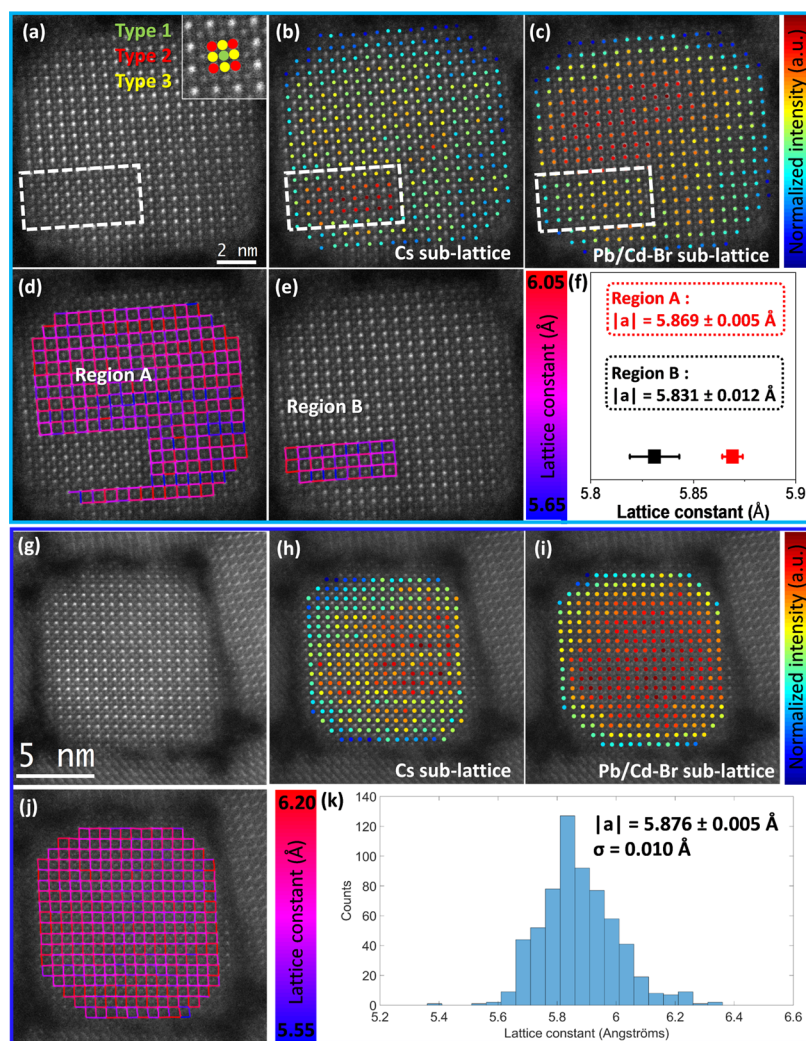 (a)
Type 1
Type 2
Type 3
2 nm
(b)
Cs sub-lattice
(c)
Pb/Cd-Br sub-lattice
Normalized intensity (a.u.)
(d)
Region A
(e)
Region B
6.05
Lattice constant (Å)
5.65
(f)
Region A :
|a| = 5.869 ± 0.005 Å
Region B :
|a| = 5.831 ± 0.012 Å
5.8
5.85
5.9
Lattice constant (Å)
(g)
5 nm
(h)
Cs sub-lattice
(i)
Pb/Cd-Br sub-lattice
Normalized intensity (a.u.)
(j)
6.20
Lattice constant (Å)
5.55
(k)
|a| = 5.876 ± 0.005 Å
σ = 0.010 Å
Counts
140
120
100
80
60
40
20
0
5.2
5.4
5.6
5.8
6
6.2
6.4
6.6
Lattice constant (Angströms)